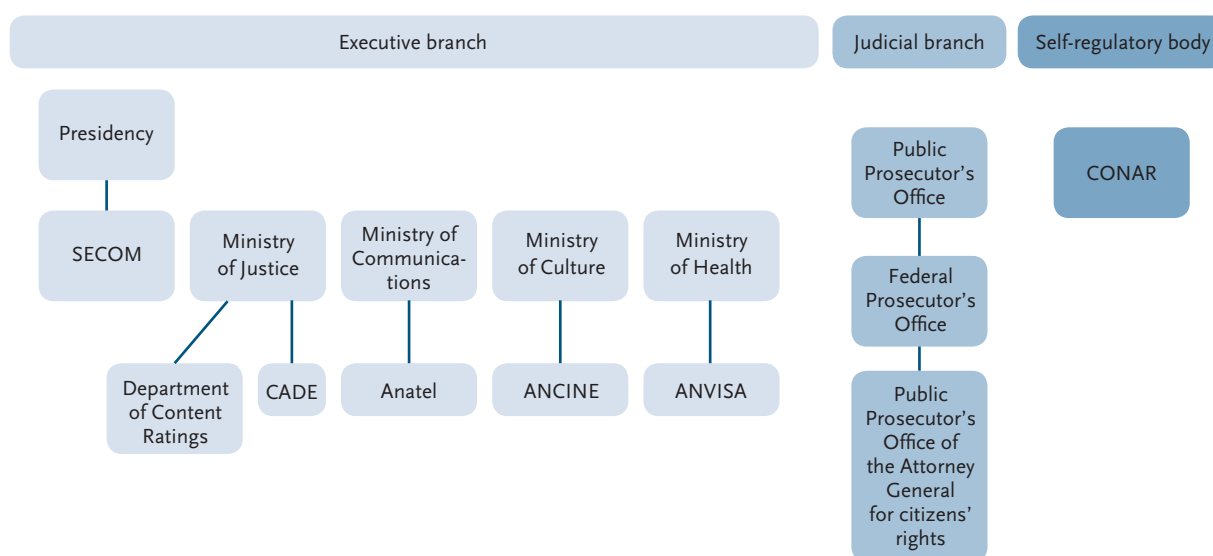 Executive branch
Judicial branch
Self-regulatory body
Presidency
SECOM
Ministry
of Justice
Ministry of
Communica-
tions
Ministry
of Culture
Ministry
of Health
Department
of Content
Ratings
CADE
Anatel
ANCINE
ANVISA
Public
Prosecutor’s
Office
Federal
Prosecutor’s
Office
Public
Prosecutor’s
Office of
the Attorney
General
for citizens’
rights
CONAR